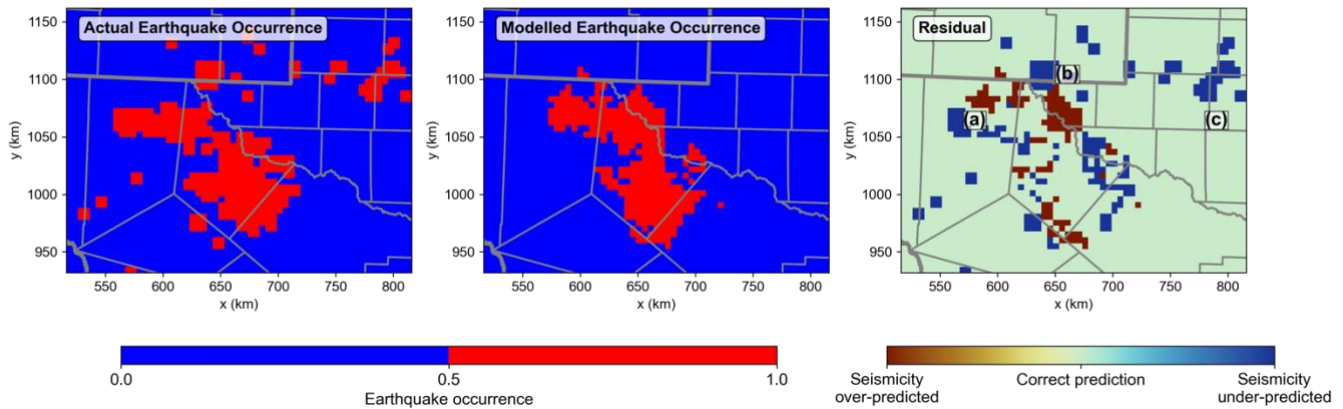 Actual Earthquake Occurrence
Modelled Earthquake Occurrence
Residual
1150
1100
1050
1000
950
y (km)
550 600 650 700 750 800
x (km)
1150
1100
1050
1000
950
y (km)
550 600 650 700 750 800
x (km)
1150
1100
1050
1000
950
y (km)
(b)
(a)
(c)
550 600 650 700 750 800
x (km)
0.0 0.5 1.0
Earthquake occurrence
Seismicity
over-predicted
Correct prediction
Seismicity
under-predicted